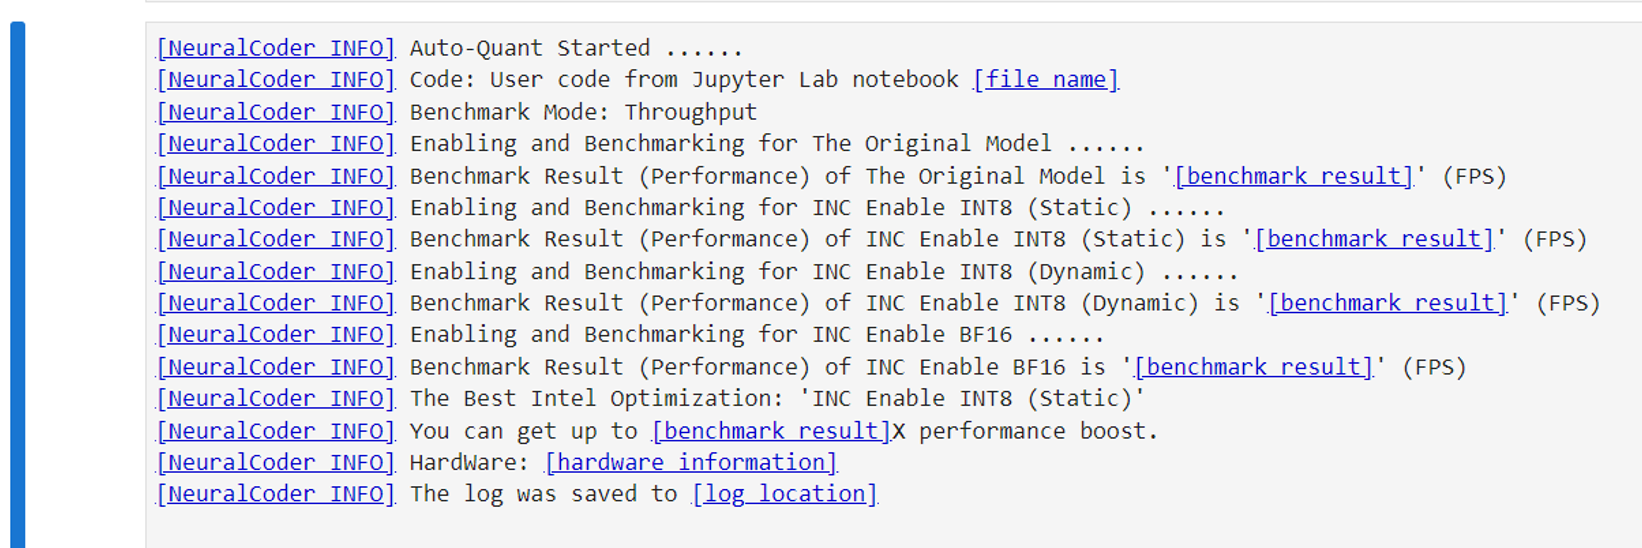 [NeuralCoder INFO] Auto-Quant Started ......
[NeuralCoder INFO] Code: User code from Jupyter Lab notebook [file name]
[NeuralCoder INFO] Benchmark Mode: Throughput
[NeuralCoder INFO] Enabling and Benchmarking for The Original Model ......
[NeuralCoder INFO] Benchmark Result (Performance) of The Original Model is '[benchmark result]' (FPS)
[NeuralCoder INFO] Enabling and Benchmarking for INC Enable INT8 (Static) ......
[NeuralCoder INFO] Benchmark Result (Performance) of INC Enable INT8 (Static) is '[benchmark result]' (FPS)
[NeuralCoder INFO] Enabling and Benchmarking for INC Enable INT8 (Dynamic) ......
[NeuralCoder INFO] Benchmark Result (Performance) of INC Enable INT8 (Dynamic) is '[benchmark result]' (FPS)
[NeuralCoder INFO] Enabling and Benchmarking for INC Enable BF16 ......
[NeuralCoder INFO] Benchmark Result (Performance) of INC Enable BF16 is '[benchmark result]' (FPS)
[NeuralCoder INFO] The Best Intel Optimization: 'INC Enable INT8 (Static)'
[NeuralCoder INFO] You can get up to [benchmark result]X performance boost.
[NeuralCoder INFO] HardWare: [hardware information]
[NeuralCoder INFO] The log was saved to [log location]